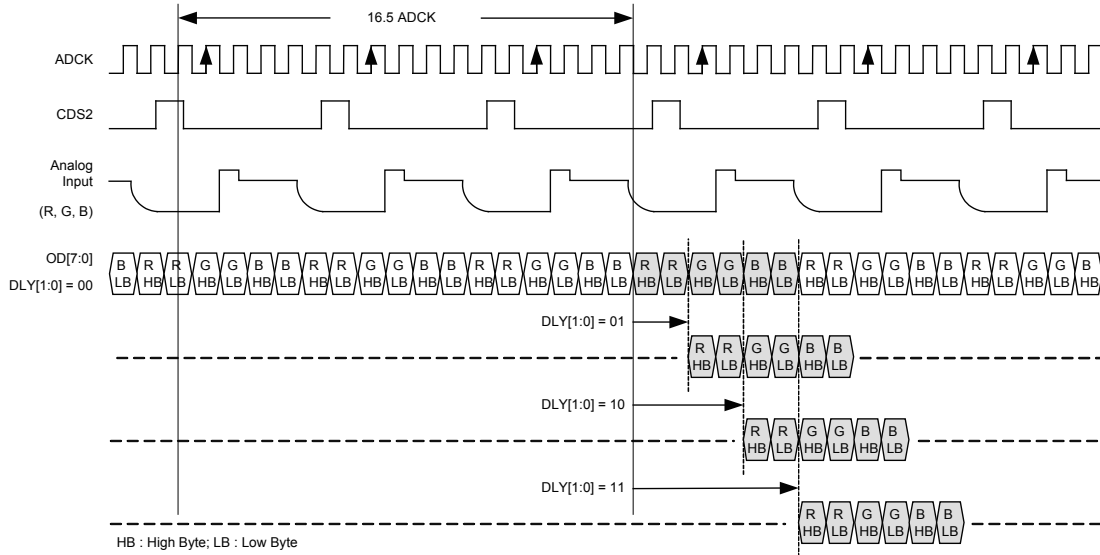 16.5 ADCK
ADCK
CDS2
Analog
Input
(R, G, B)
OD[7:0]
DLY[1:0] = 00
B R R G G B B R R G G B B R R G G B B R R G G B B R R G G B B R R G G B
LB HB LB HB LB HB LB HB LB HB LB HB LB HB LB HB LB HB LB HB LB HB LB HB LB HB LB HB LB HB LB HB LB HB LB HB
DLY[1:0] = 01
R R G G B B
HB LB HB LB HB LB
DLY[1:0] = 10
R R G G B B
HB LB HB LB HB LB
DLY[1:0] = 11
R R G G B B
HB LB HB LB HB LB
HB : High Byte; LB : Low Byte